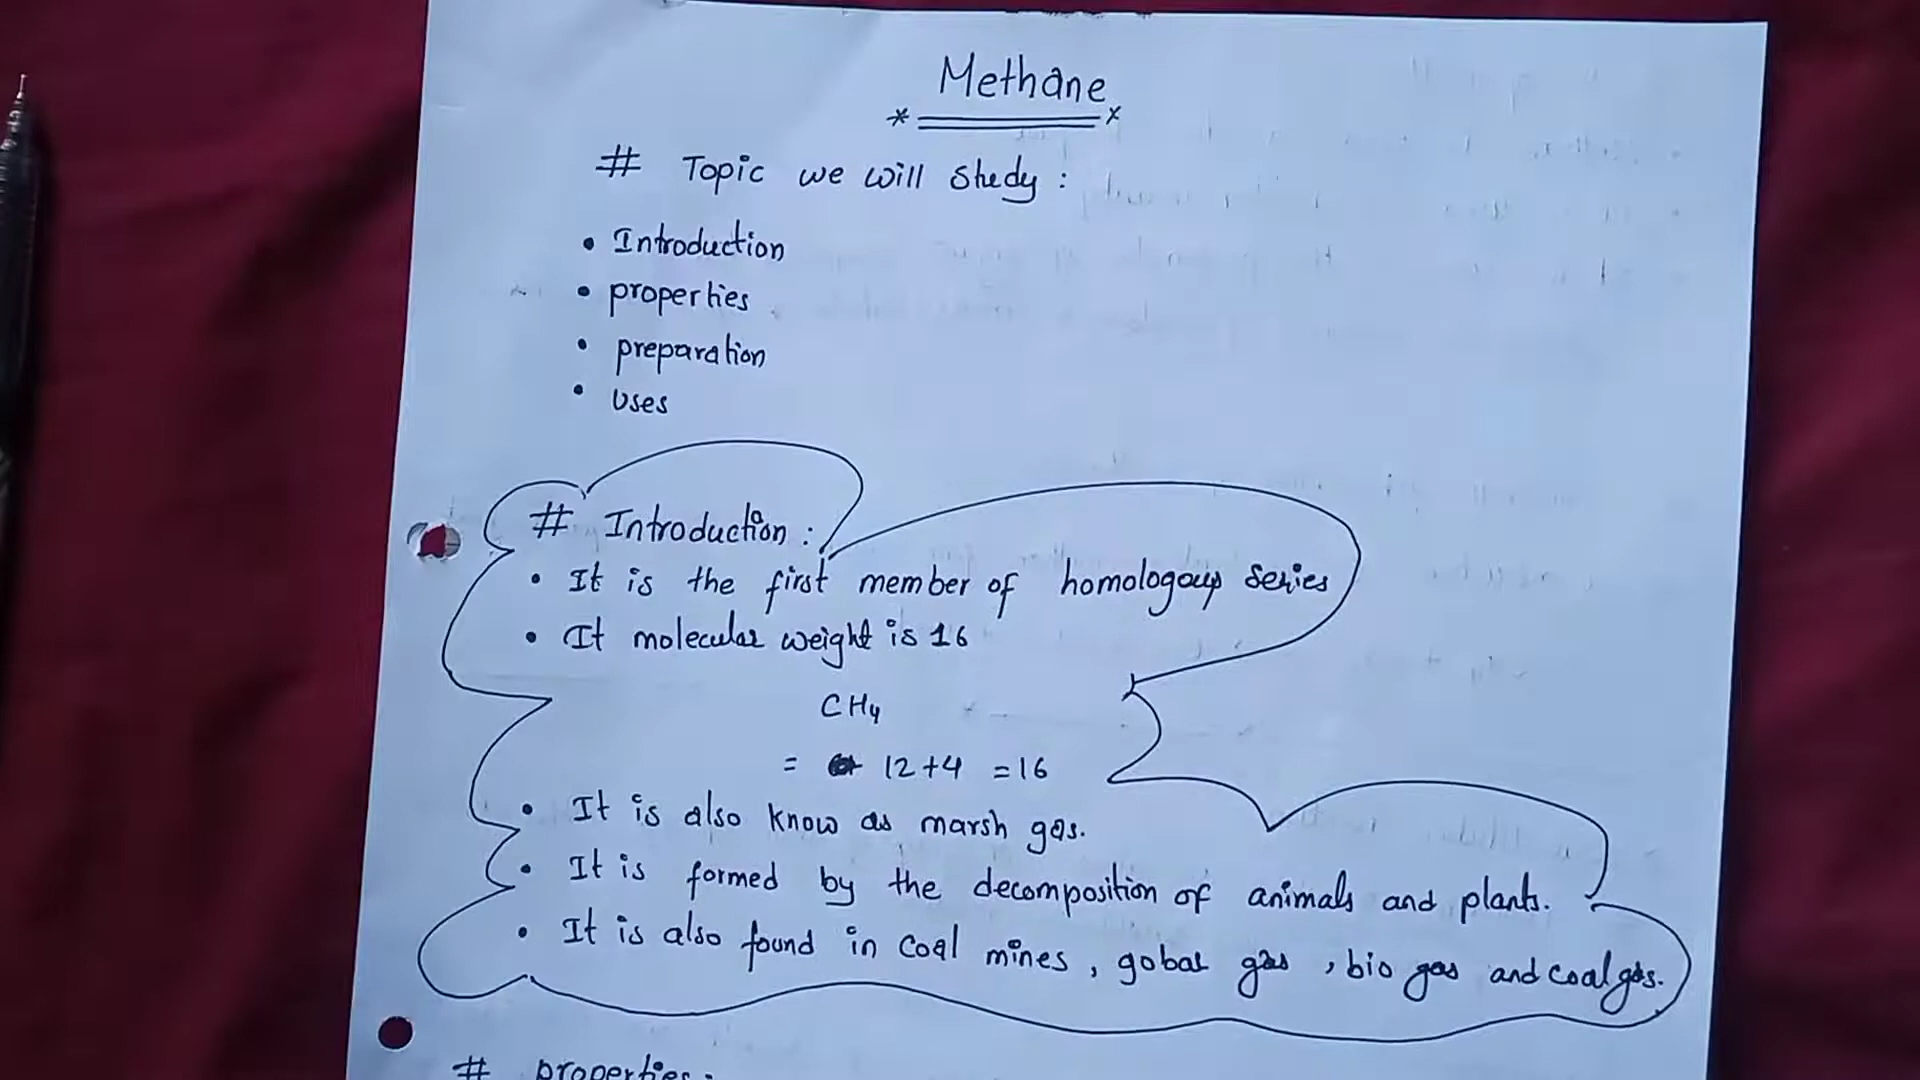 Methane
# Topic we will study :
• Introduction
• properties
• preparation
• uses
# Introduction :
• It is the first member of homologous series
• It molecular weight is 16
CH4
= 12+4 =16
• It is also know as marsh gas.
• It is formed by the decomposition of animals and plants.
• It is also found in coal mines, gobar gas, bio gas and coal gas.
# properties: